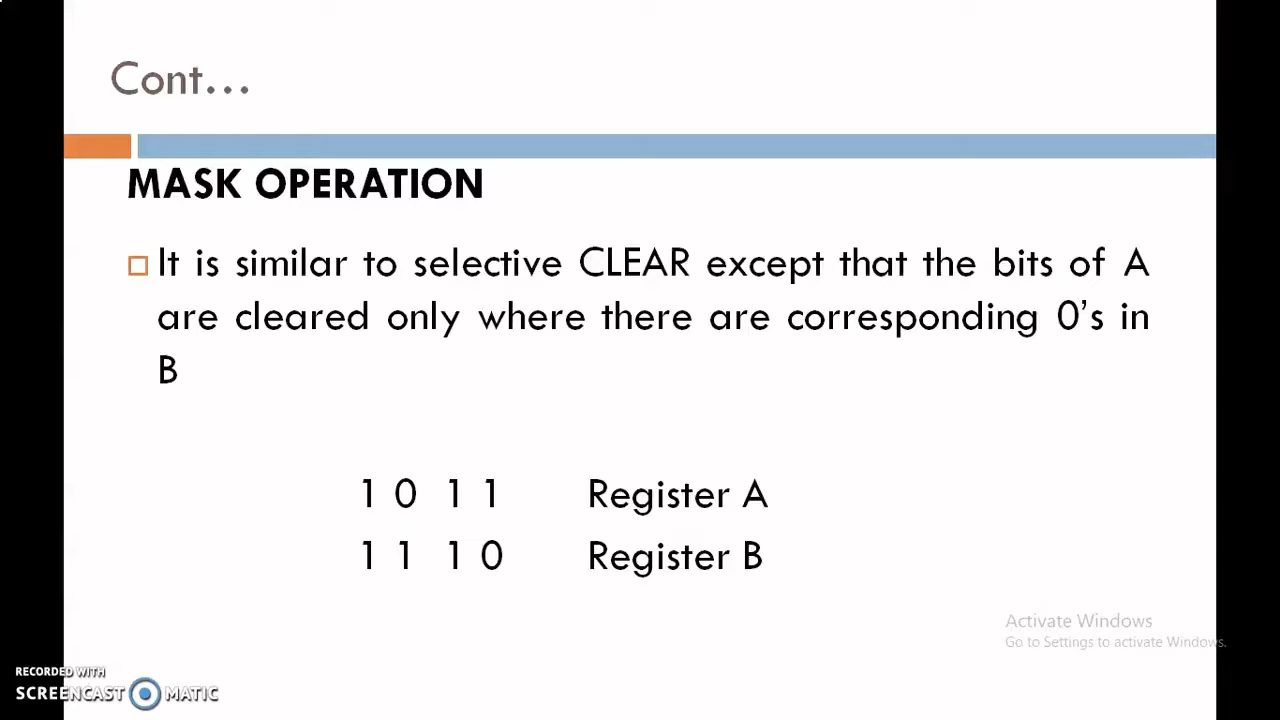 Cont...
MASK OPERATION
It is similar to selective CLEAR except that the bits of A
are cleared only where there are corresponding 0's in
B
1 0 1 1 Register A
1 1 1 0 Register B
Activate Windows
Go to Settings to activate Windows.
RECORDED WITH
SCREENCAST MATIC